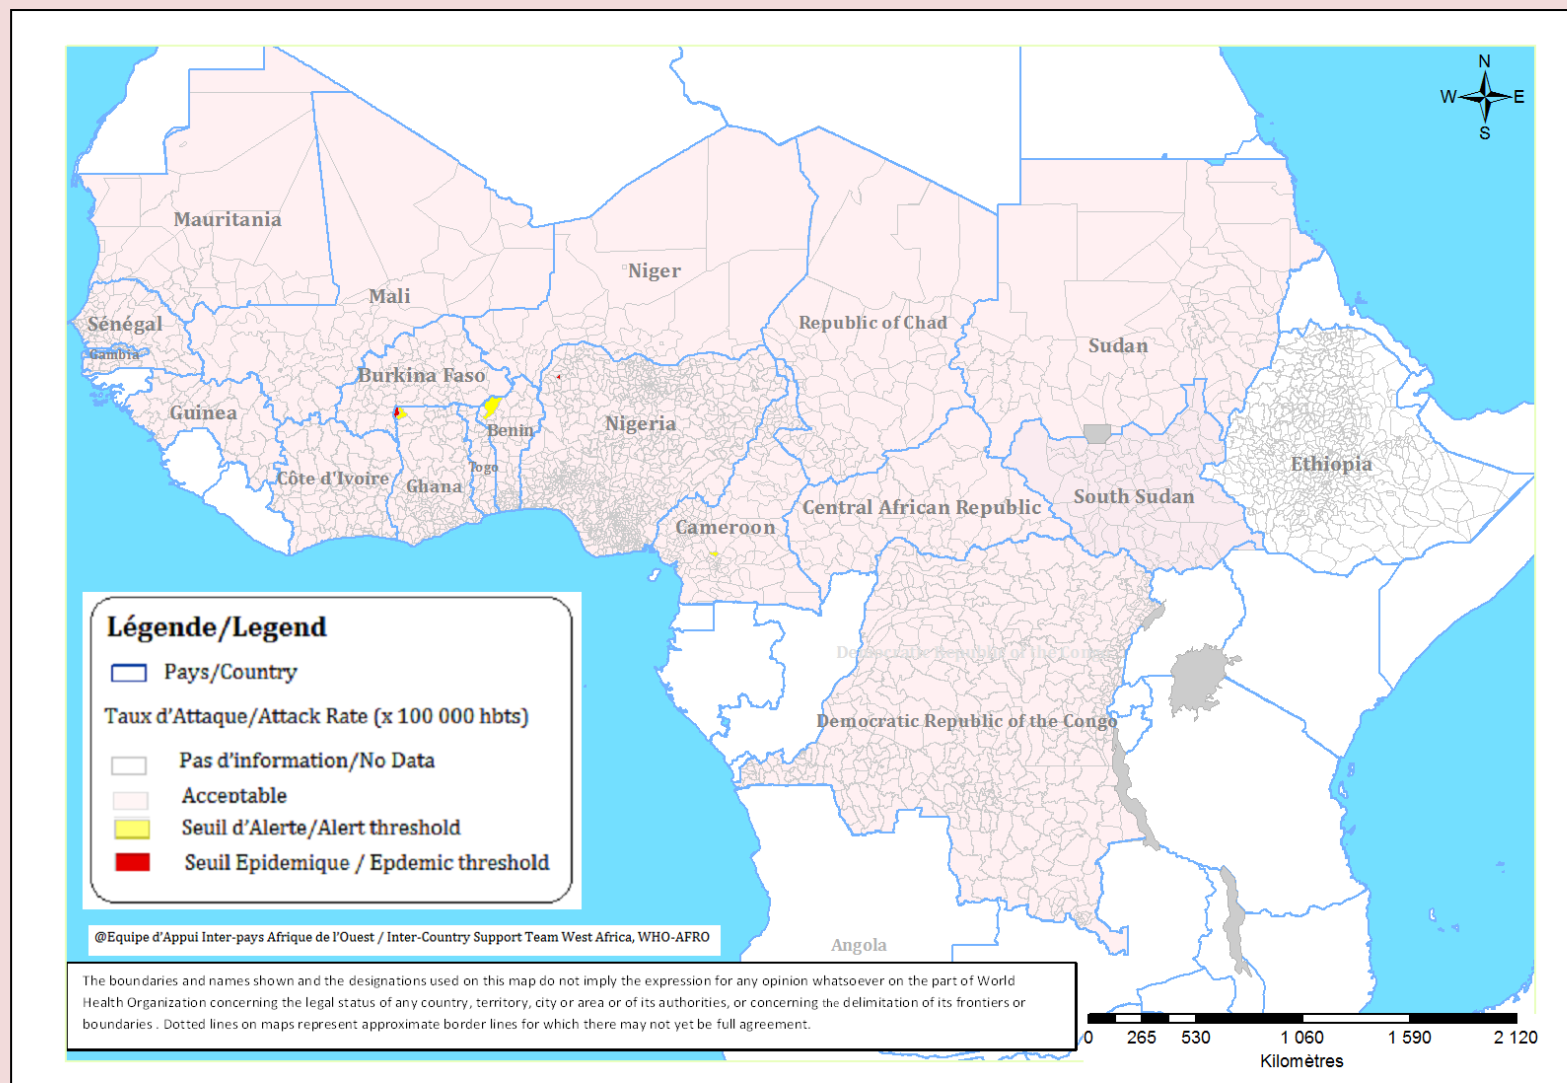 N
W E
S
Mauritania
Niger
Mali
Republic of Chad
Sénégal
Sudan
Gambia
Burkina Faso
Guinea
Nigeria
Benin
Ethiopia
Togo
Côte d'Ivoire
Ghana
South Sudan
Central African Republic
Cameroon
Democratic Republic of the Congo
Democratic Republic of the Congo
Angola
Légende/Legend
Pays/Country
Taux d'Attaque/Attack Rate (x 100 000 hbts)
Pas d'information/No Data
Acceptable
Seuil d'Alerte/Alert threshold
Seuil Epidemique / Epdemic threshold
@Equipe d'Appui Inter-pays Afrique de l'Ouest / Inter-Country Support Team West Africa, WHO-AFRO
The boundaries and names shown and the designations used on this map do not imply the expression for any opinion whatsoever on the part of World
Health Organization concerning the legal status of any country, territory, city or area or of its authorities, or concerning the delimitation of its frontiers or
boundaries . Dotted lines on maps represent approximate border lines for which there may not yet be full agreement.
0 265 530 1 060 1 590 2 120
Kilomètres